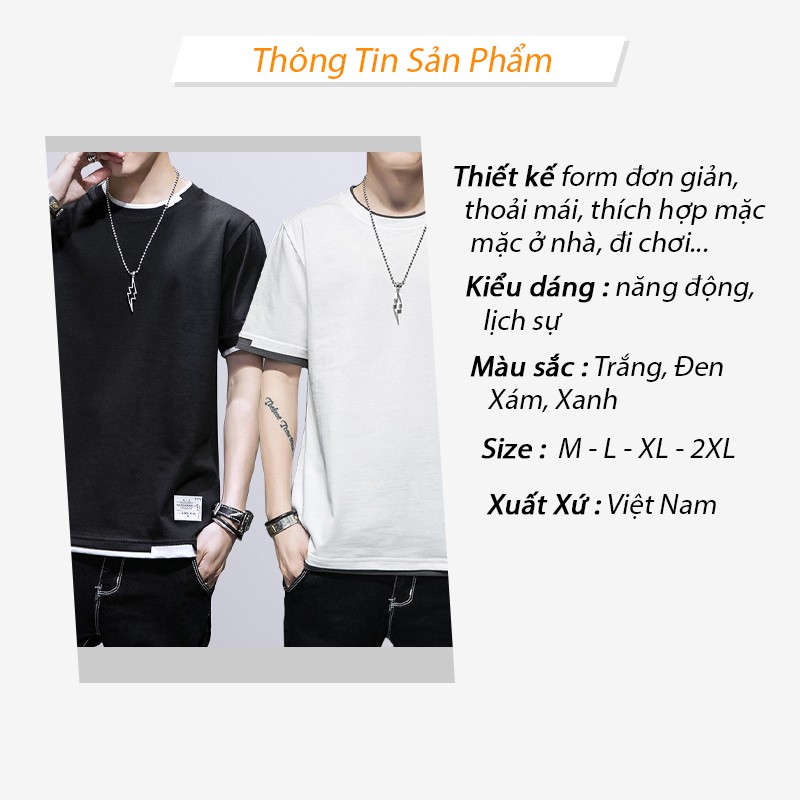 Thông Tin Sản Phẩm
Thiết kế form đơn giản,
thoải mái, thích hợp mặc
mặc ở nhà, đi chơi...
Kiểu dáng : năng động,
lịch sự
Màu sắc : Trắng, Đen
Xám, Xanh
Size : M - L - XL - 2XL
Xuất Xứ : Việt Nam